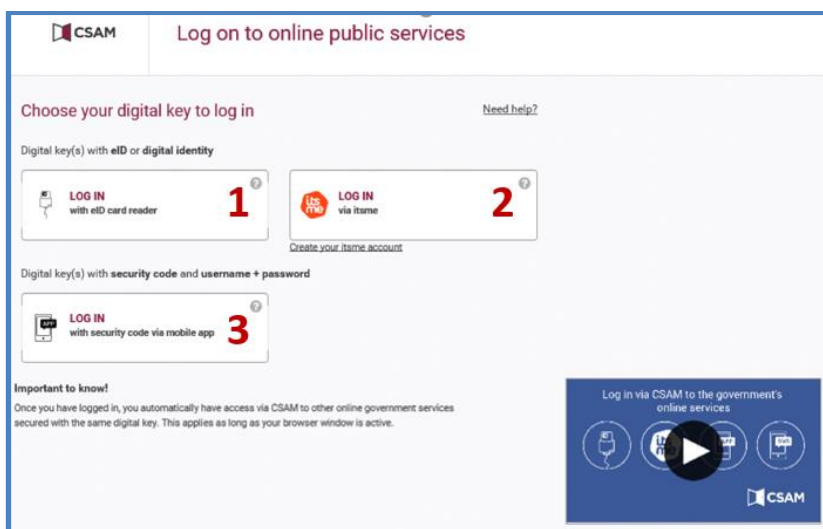 CSAM
Log on to online public services
Choose your digital key to log in
Need help?
Digital key(s) with eID or digital identity
LOG IN
with eID card reader
1
?
LOG IN
via itsme
2
?
its
me
Create your itsme account
Digital key(s) with security code and username + password
APP
LOG IN
with security code via mobile app
3
?
Important to know!
Once you have logged in, you automatically have access via CSAM to other online government services
secured with the same digital key. This applies as long as your browser window is active.
Log in via CSAM to the government's
online services
CSAM